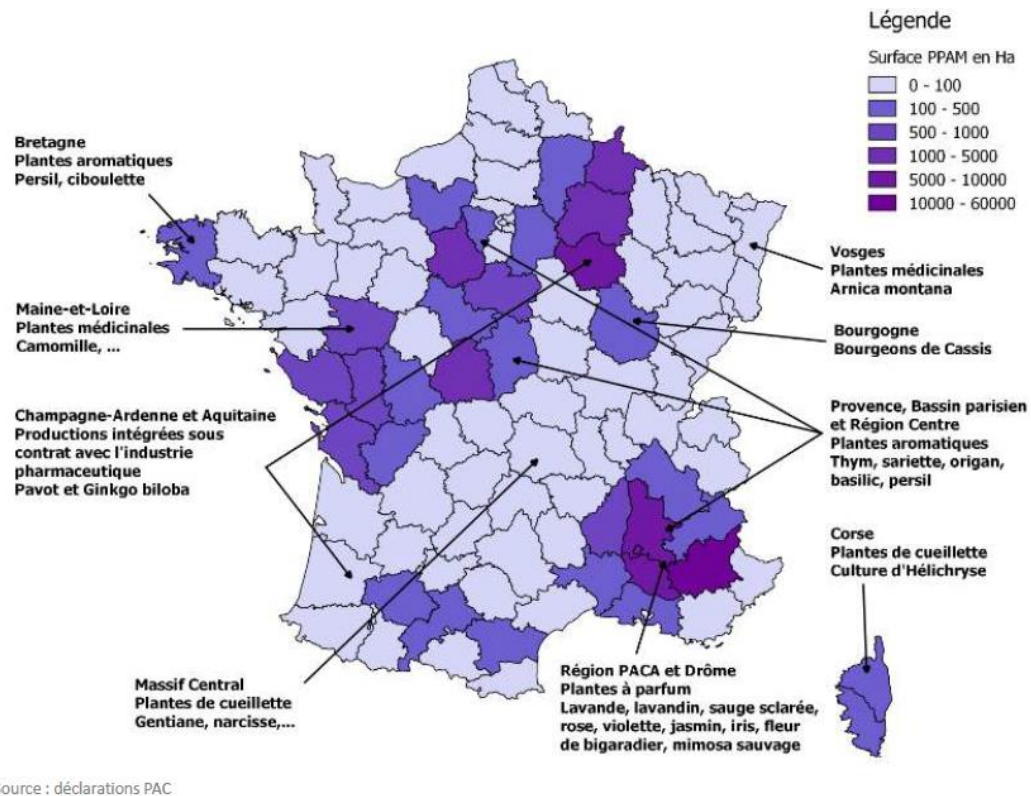 Légende
Surface PPAM en Ha
0 - 100
100 - 500
500 - 1000
1000 - 5000
5000 - 10000
10000 - 60000
Bretagne
Plantes aromatiques
Persil, ciboulette
Maine-et-Loire
Plantes médicinales
Camomille, ...
Champagne-Ardenne et Aquitaine
Productions intégrées sous
contrat avec l'industrie
pharmaceutique
Pavot et Ginkgo biloba
Massif Central
Plantes de cueillette
Gentiane, narcisse,...
Vosges
Plantes médicinales
Arnica montana
Bourgogne
Bourgeons de Cassis
Provence, Bassin parisien
et Région Centre
Plantes aromatiques
Thym, sariette, origan,
basilic, persil
Corse
Plantes de cueillette
Culture d'Hélichryse
Région PACA et Drôme
Plantes à parfum
Lavande, lavandin, sauge sclarée,
rose, violette, jasmin, iris, fleur
de bigaradier, mimosa sauvage
Source : déclarations PAC